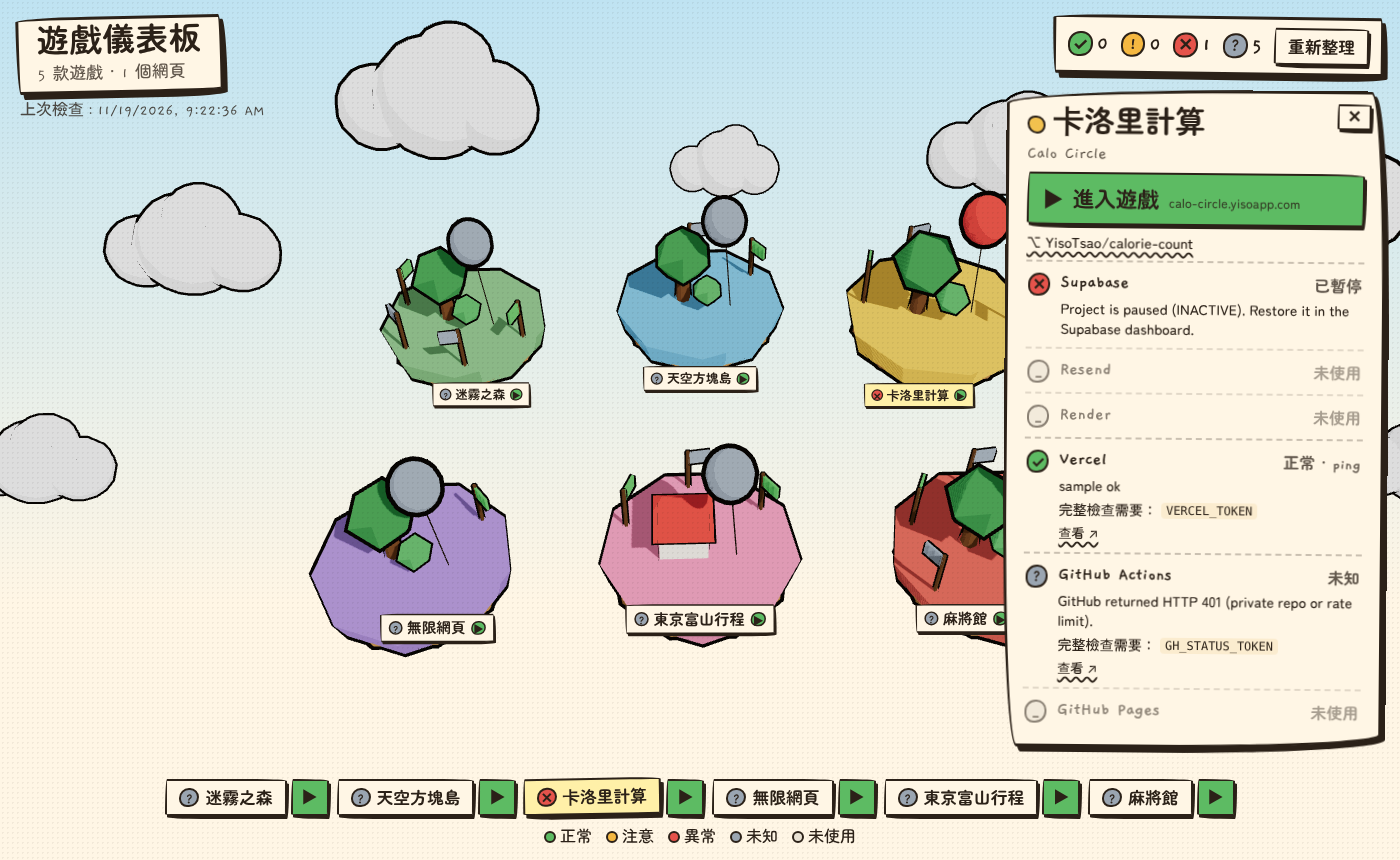 遊戲儀表板
5 款遊戲 · 1 個網頁
上次檢查：11/19/2026, 9:22:36 AM
0 ! 0 1 ? 5 重新整理
卡洛里計算
Calo Circle
進入遊戲 calo-circle.yisoapp.com
⌥ YisoTsao/calorie-count
Supabase 已暫停
Project is paused (INACTIVE). Restore it in the
Supabase dashboard.
Resend 未使用
Render 未使用
Vercel 正常 · ping
sample ok
完整檢查需要： VERCEL_TOKEN
查看 ↗
? GitHub Actions 未知
GitHub returned HTTP 401 (private repo or rate
limit).
完整檢查需要： GH_STATUS_TOKEN
查看 ↗
GitHub Pages 未使用
? 迷霧之森
? 天空方塊島
卡洛里計算
? 無限網頁
? 東京富山行程
? 麻將館
? 迷霧之森
? 天空方塊島
卡洛里計算
? 無限網頁
? 東京富山行程
? 麻將館
正常 注意 異常 未知 未使用